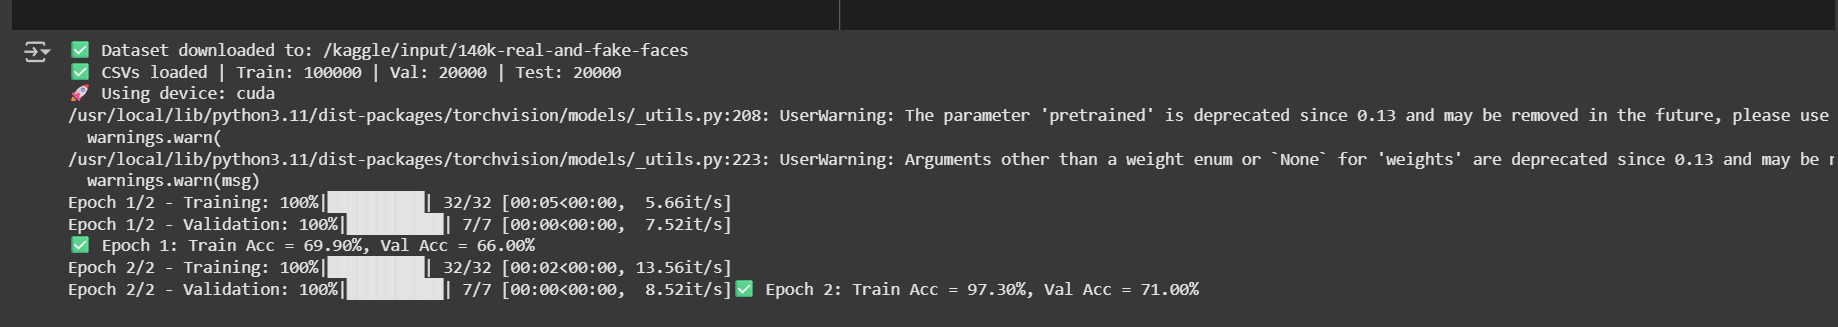 ✅ Dataset downloaded to: /kaggle/input/140k-real-and-fake-faces
✅ CSVs loaded | Train: 100000 | Val: 20000 | Test: 20000
🚀 Using device: cuda
/usr/local/lib/python3.11/dist-packages/torchvision/models/_utils.py:208: UserWarning: The parameter 'pretrained' is deprecated since 0.13 and may be removed in the future, please use
  warnings.warn(
/usr/local/lib/python3.11/dist-packages/torchvision/models/_utils.py:223: UserWarning: Arguments other than a weight enum or `None` for 'weights' are deprecated since 0.13 and may be
  warnings.warn(msg)
Epoch 1/2 - Training: 100%|██████████| 32/32 [00:05<00:00,  5.66it/s]
Epoch 1/2 - Validation: 100%|██████████| 7/7 [00:00<00:00,  7.52it/s]
✅ Epoch 1: Train Acc = 69.90%, Val Acc = 66.00%
Epoch 2/2 - Training: 100%|██████████| 32/32 [00:02<00:00, 13.56it/s]
Epoch 2/2 - Validation: 100%|██████████| 7/7 [00:00<00:00,  8.52it/s]✅ Epoch 2: Train Acc = 97.30%, Val Acc = 71.00%